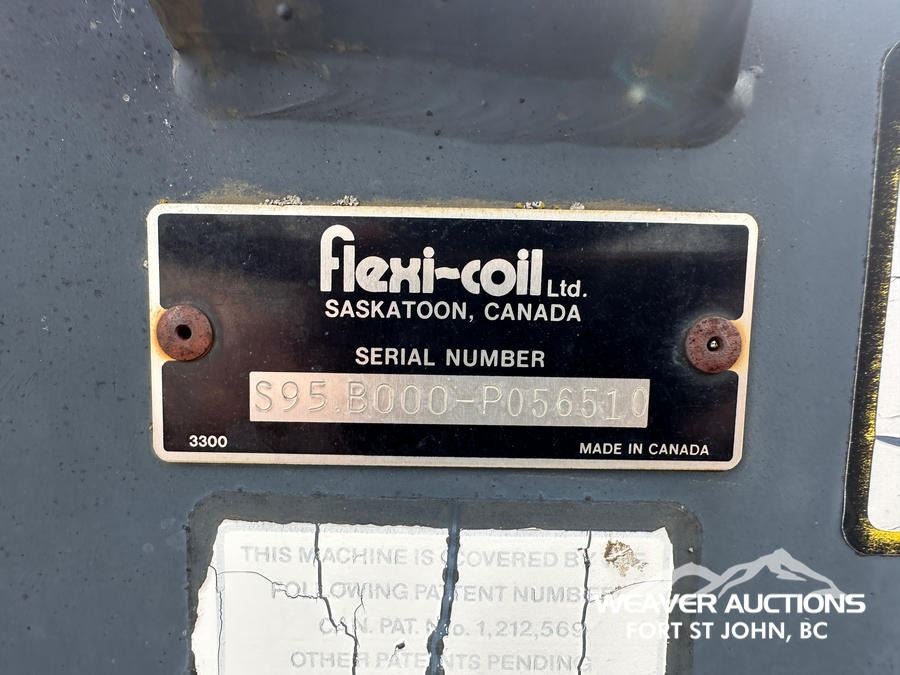 flexi-coil Ltd.
SASKATOON, CANADA
SERIAL NUMBER
S95.B000-P056510
3300
MADE IN CANADA
THIS MACHINE IS COVERED BY
FOLLOWING PATENT NUMBER
CAN. PAT. No. 1,212,569
OTHER PATENTS PENDING
WEAVER AUCTIONS
FORT ST JOHN, BC